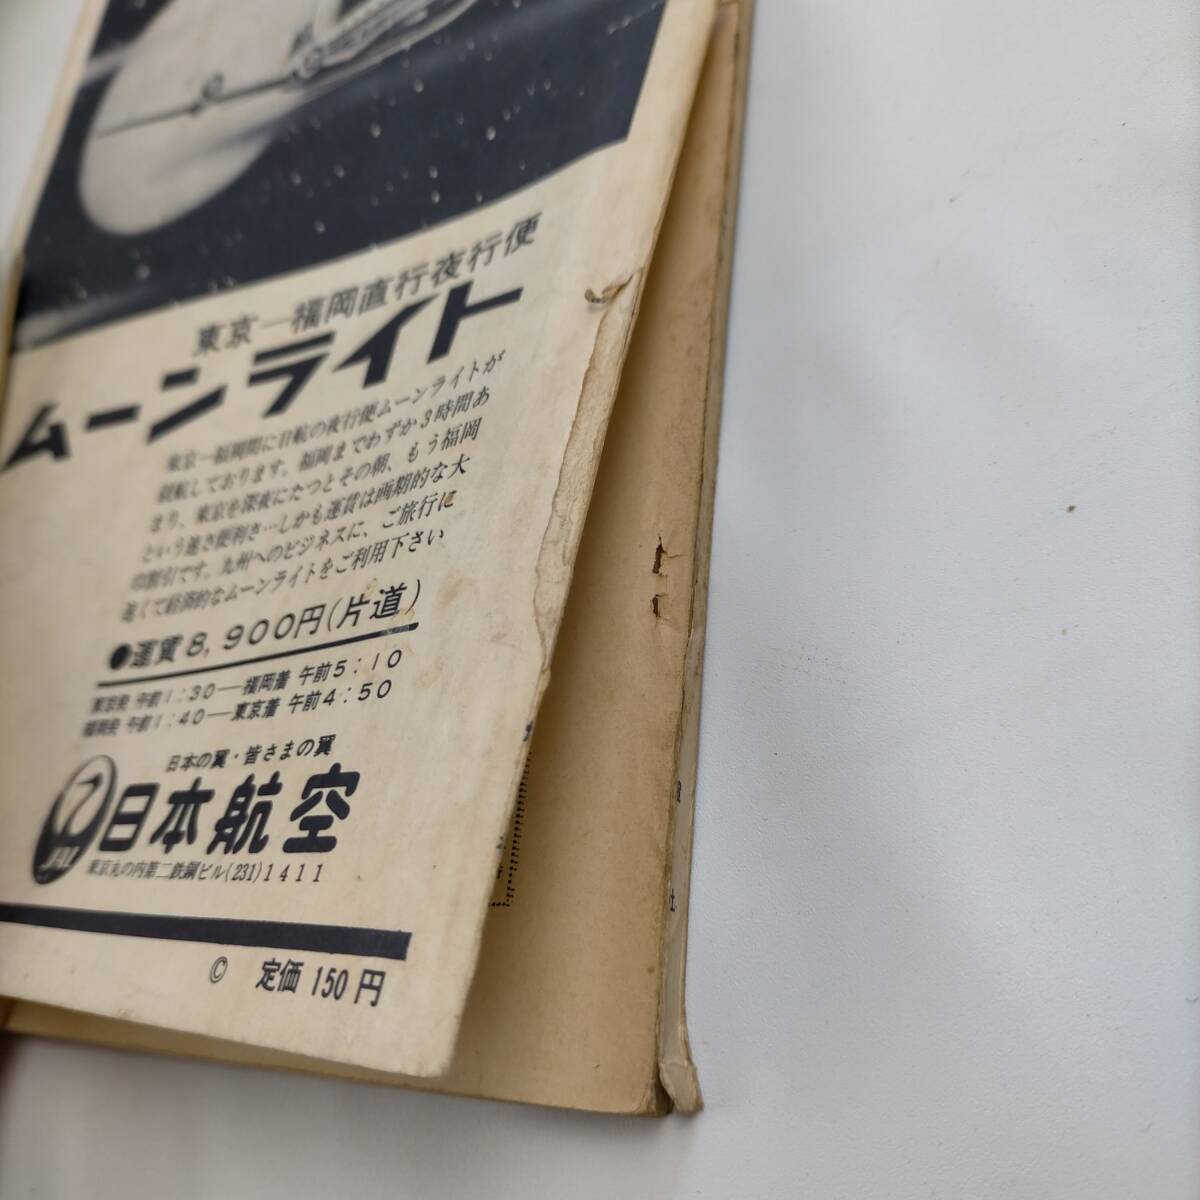 東京—福岡直行夜行便
ムーンライト
東京—福岡間に日航の夜行便ムーンライトが
就航しております。福岡までわずか3時間あ
まり、東京を深夜にたつとその朝、もう福岡
という速さ便利さ…しかも運賃は画期的な大
巾割引です。九州へのビジネスに、ご旅行に
速くて経済的なムーンライトをご利用下さい
●運賃8,900円(片道)
東京発 午前1:30—福岡着 午前5:10
福岡発 午前1:40—東京着 午前4:50
日本の翼・皆さまの翼
JAL
日本航空
東京丸の内第二鉄鋼ビル(231)1411
© 定価 150円